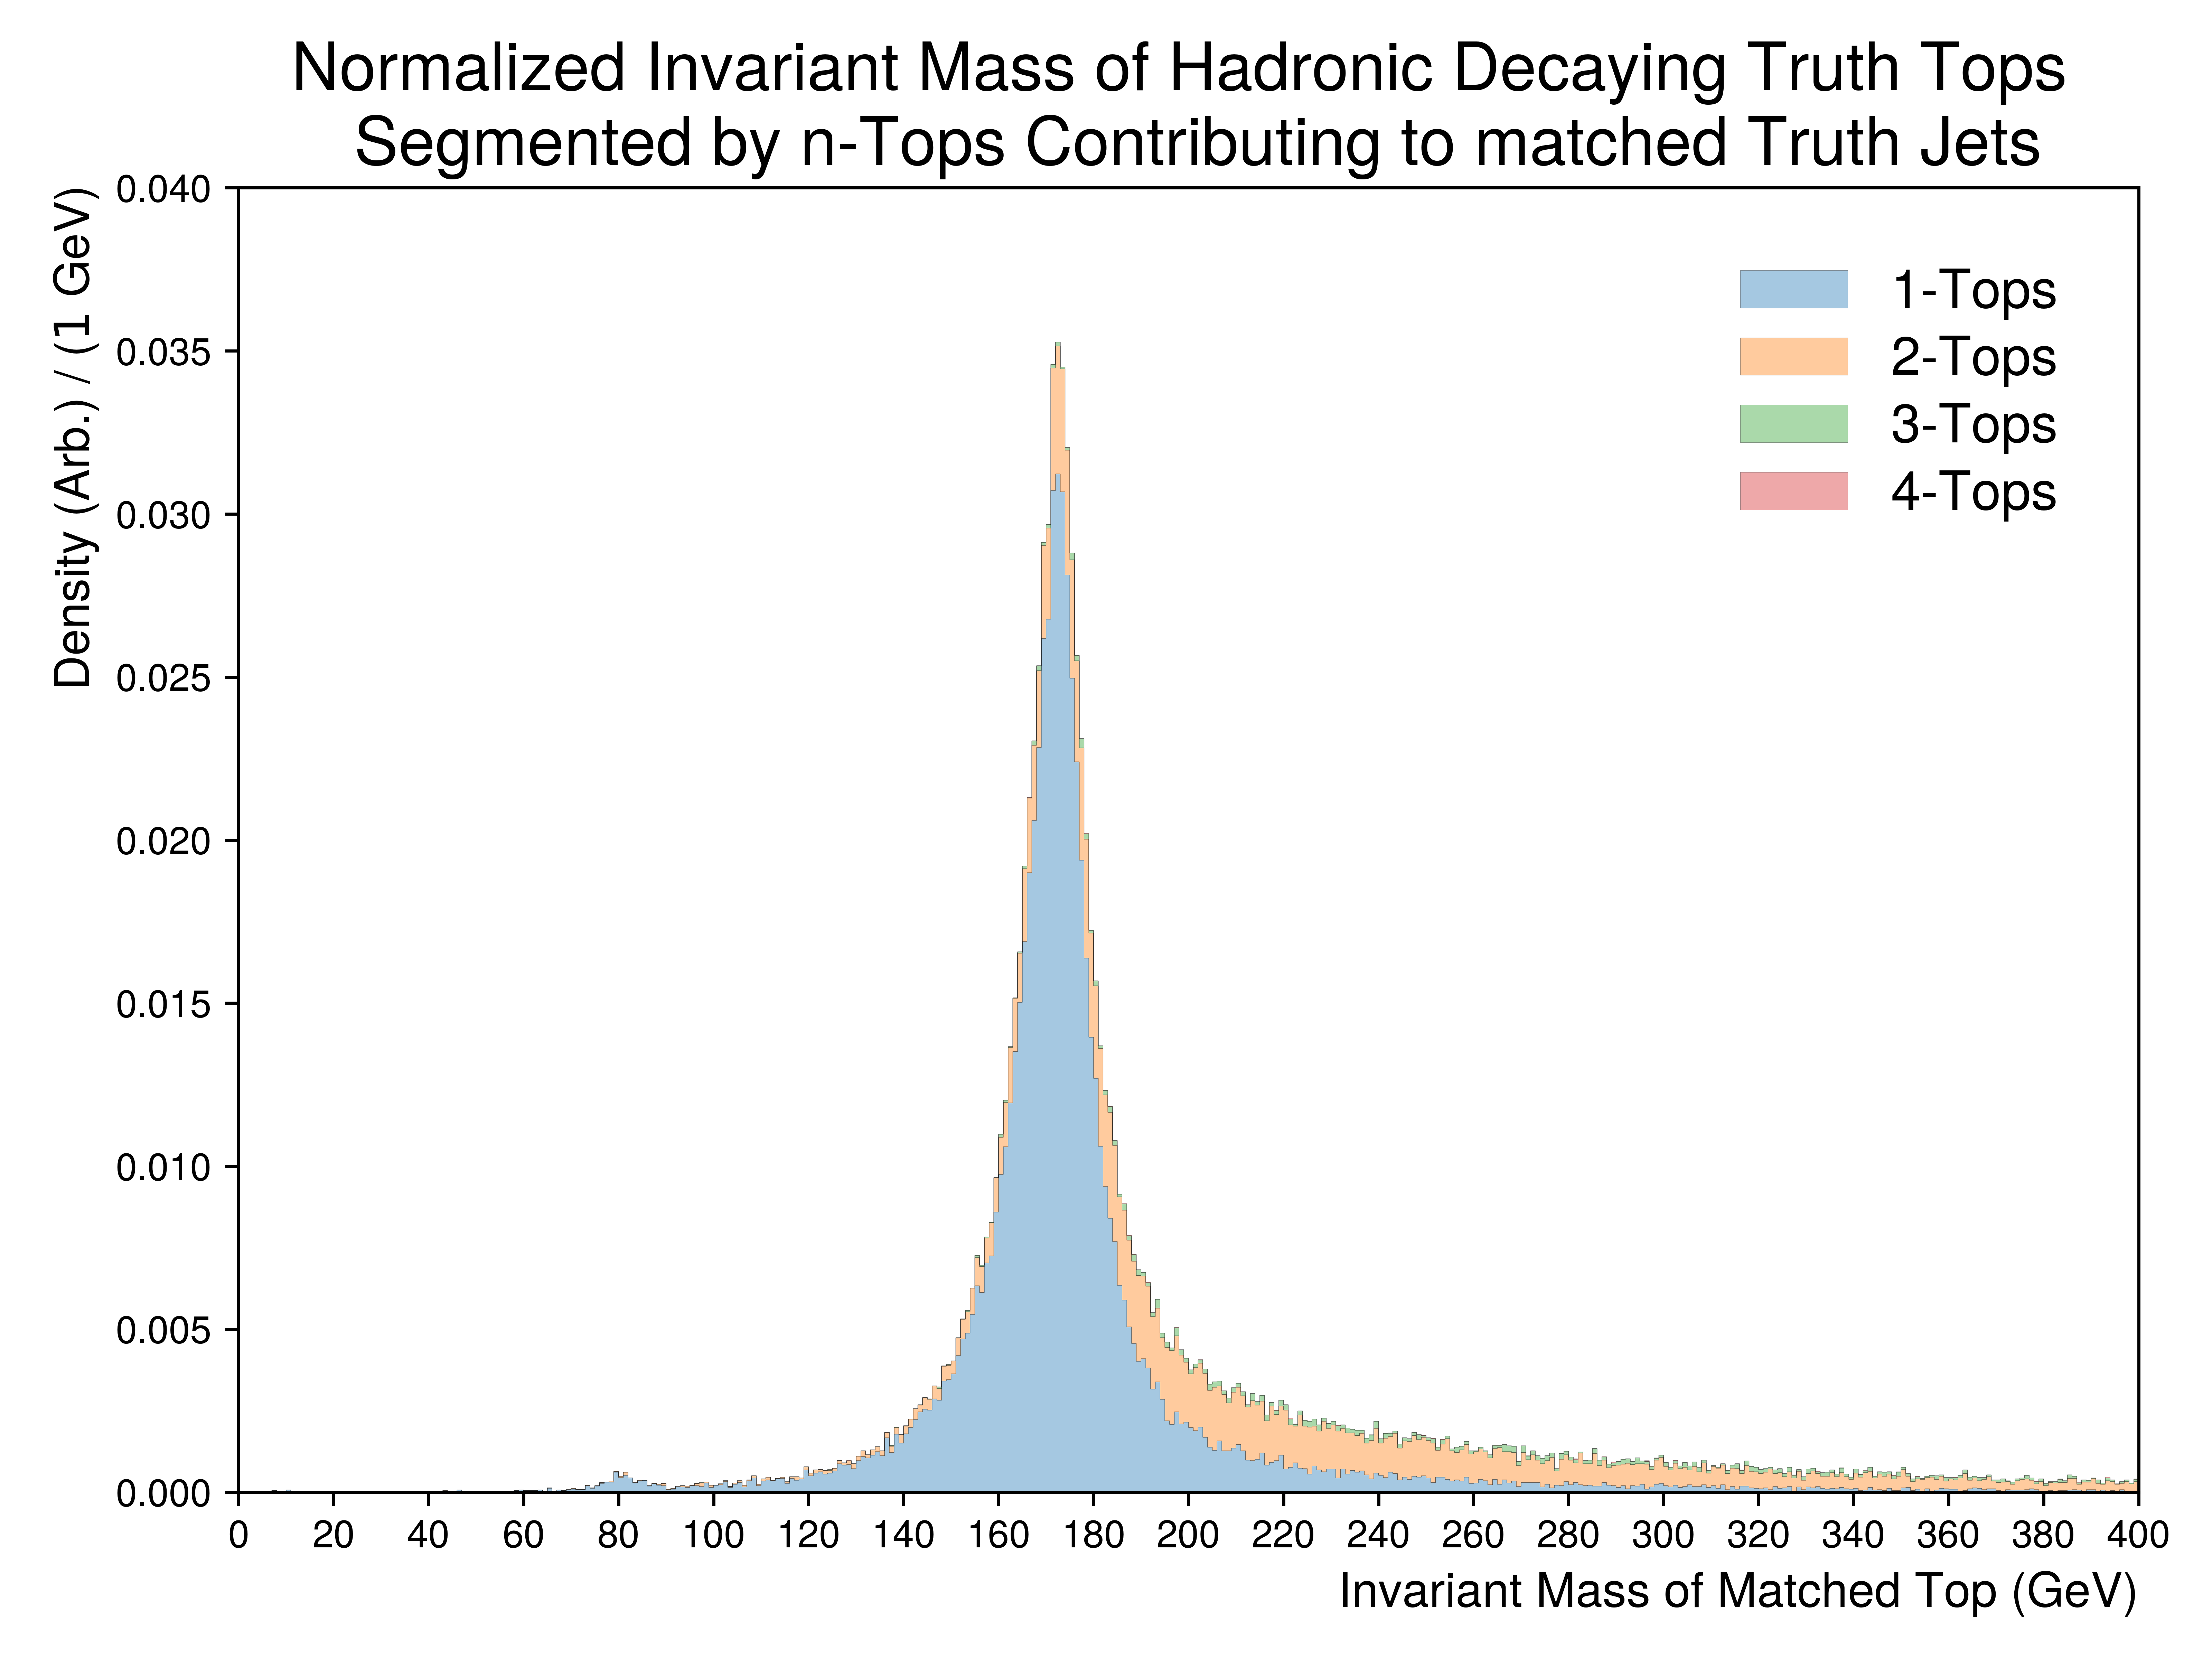 Normalized Invariant Mass of Hadronic Decaying Truth Tops
Segmented by n-Tops Contributing to matched Truth Jets
Density (Arb.) / (1 GeV)
0.040
0.035
0.030
0.025
0.020
0.015
0.010
0.005
0.000
1-Tops
2-Tops
3-Tops
4-Tops
0 20 40 60 80 100 120 140 160 180 200 220 240 260 280 300 320 340 360 380 400
Invariant Mass of Matched Top (GeV)